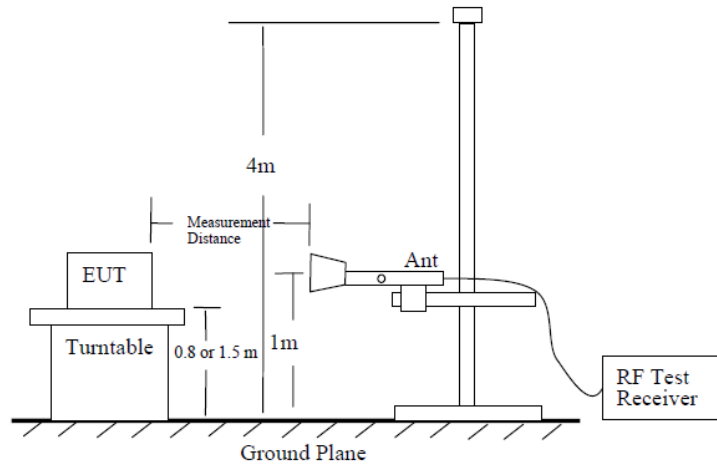 4m
Measurement
Distance
Ant
EUT
Turntable
0.8 or 1.5 m
1m
RF Test
Receiver
Ground Plane